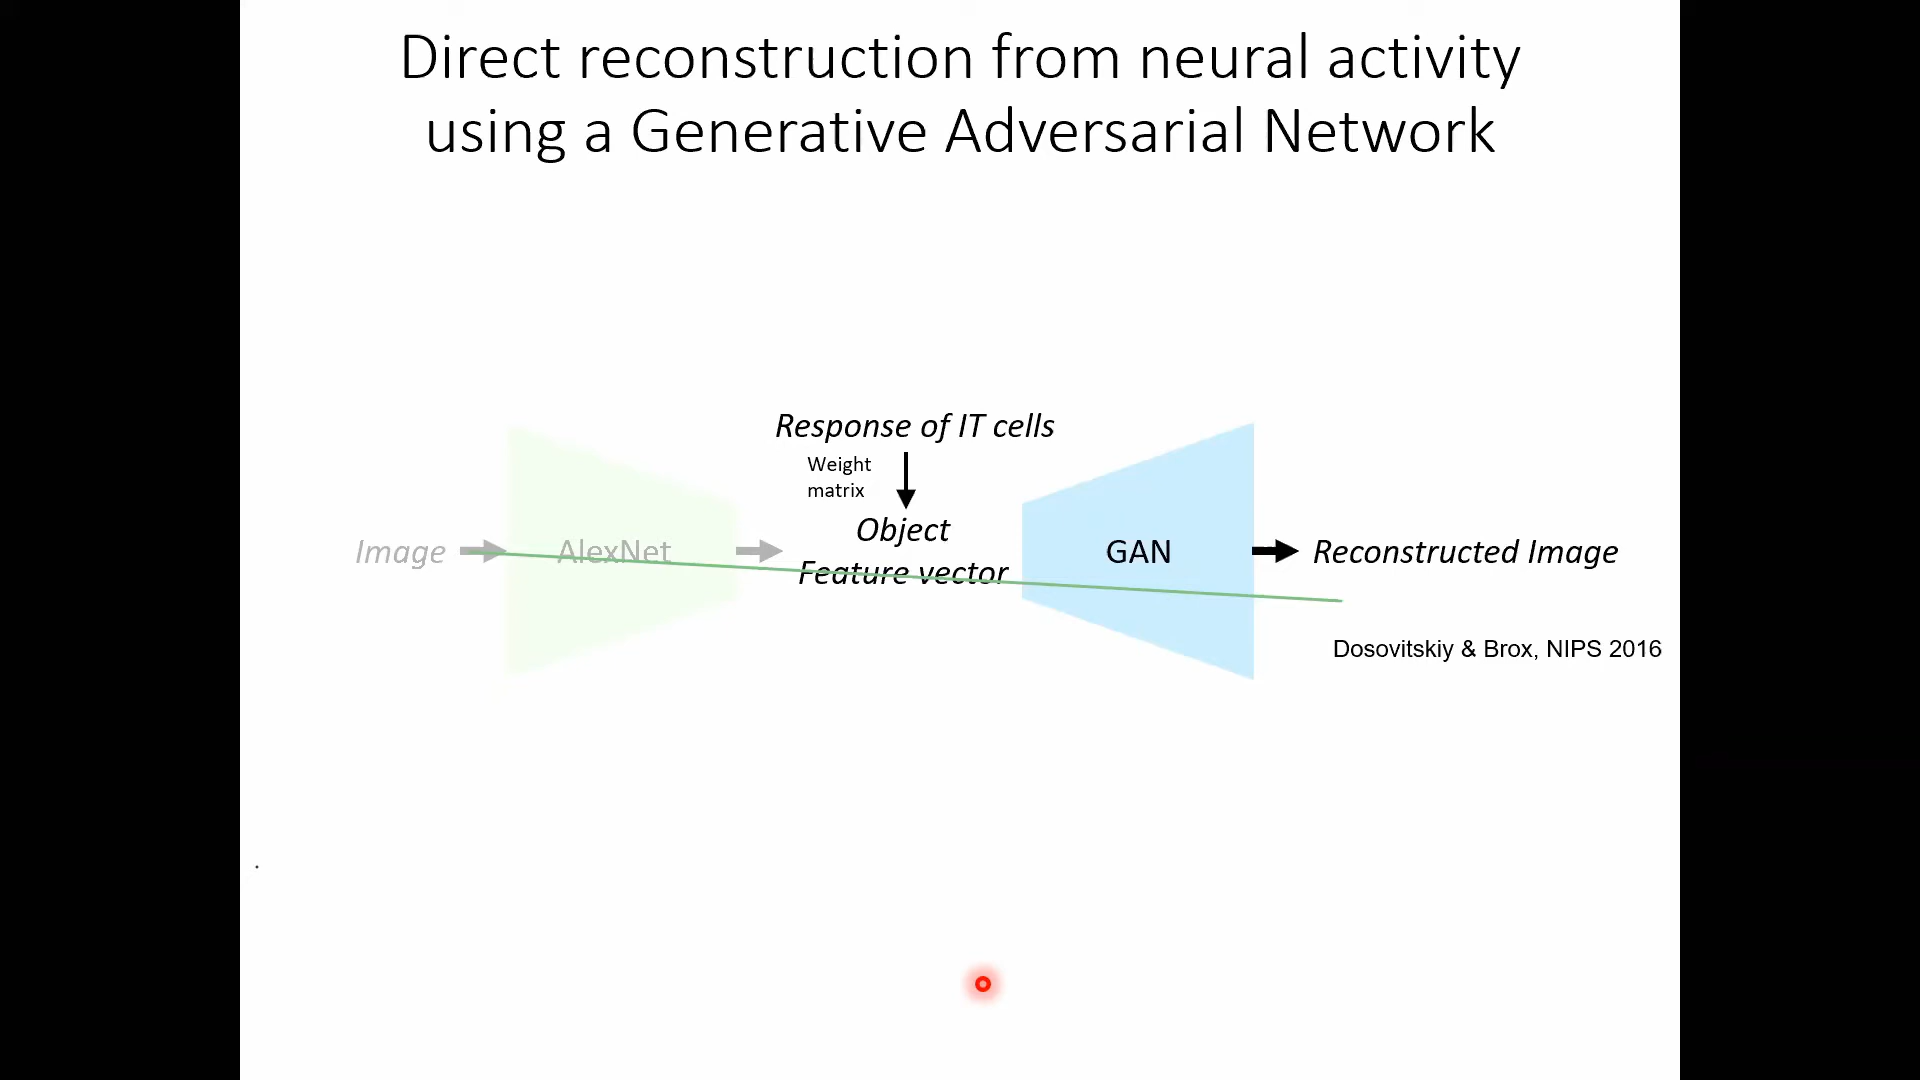 Direct reconstruction from neural activity
using a Generative Adversarial Network
Response of IT cells
Weight
matrix
Object
Feature vector
Image
AlexNet
GAN
Reconstructed Image
Dosovitskiy & Brox, NIPS 2016